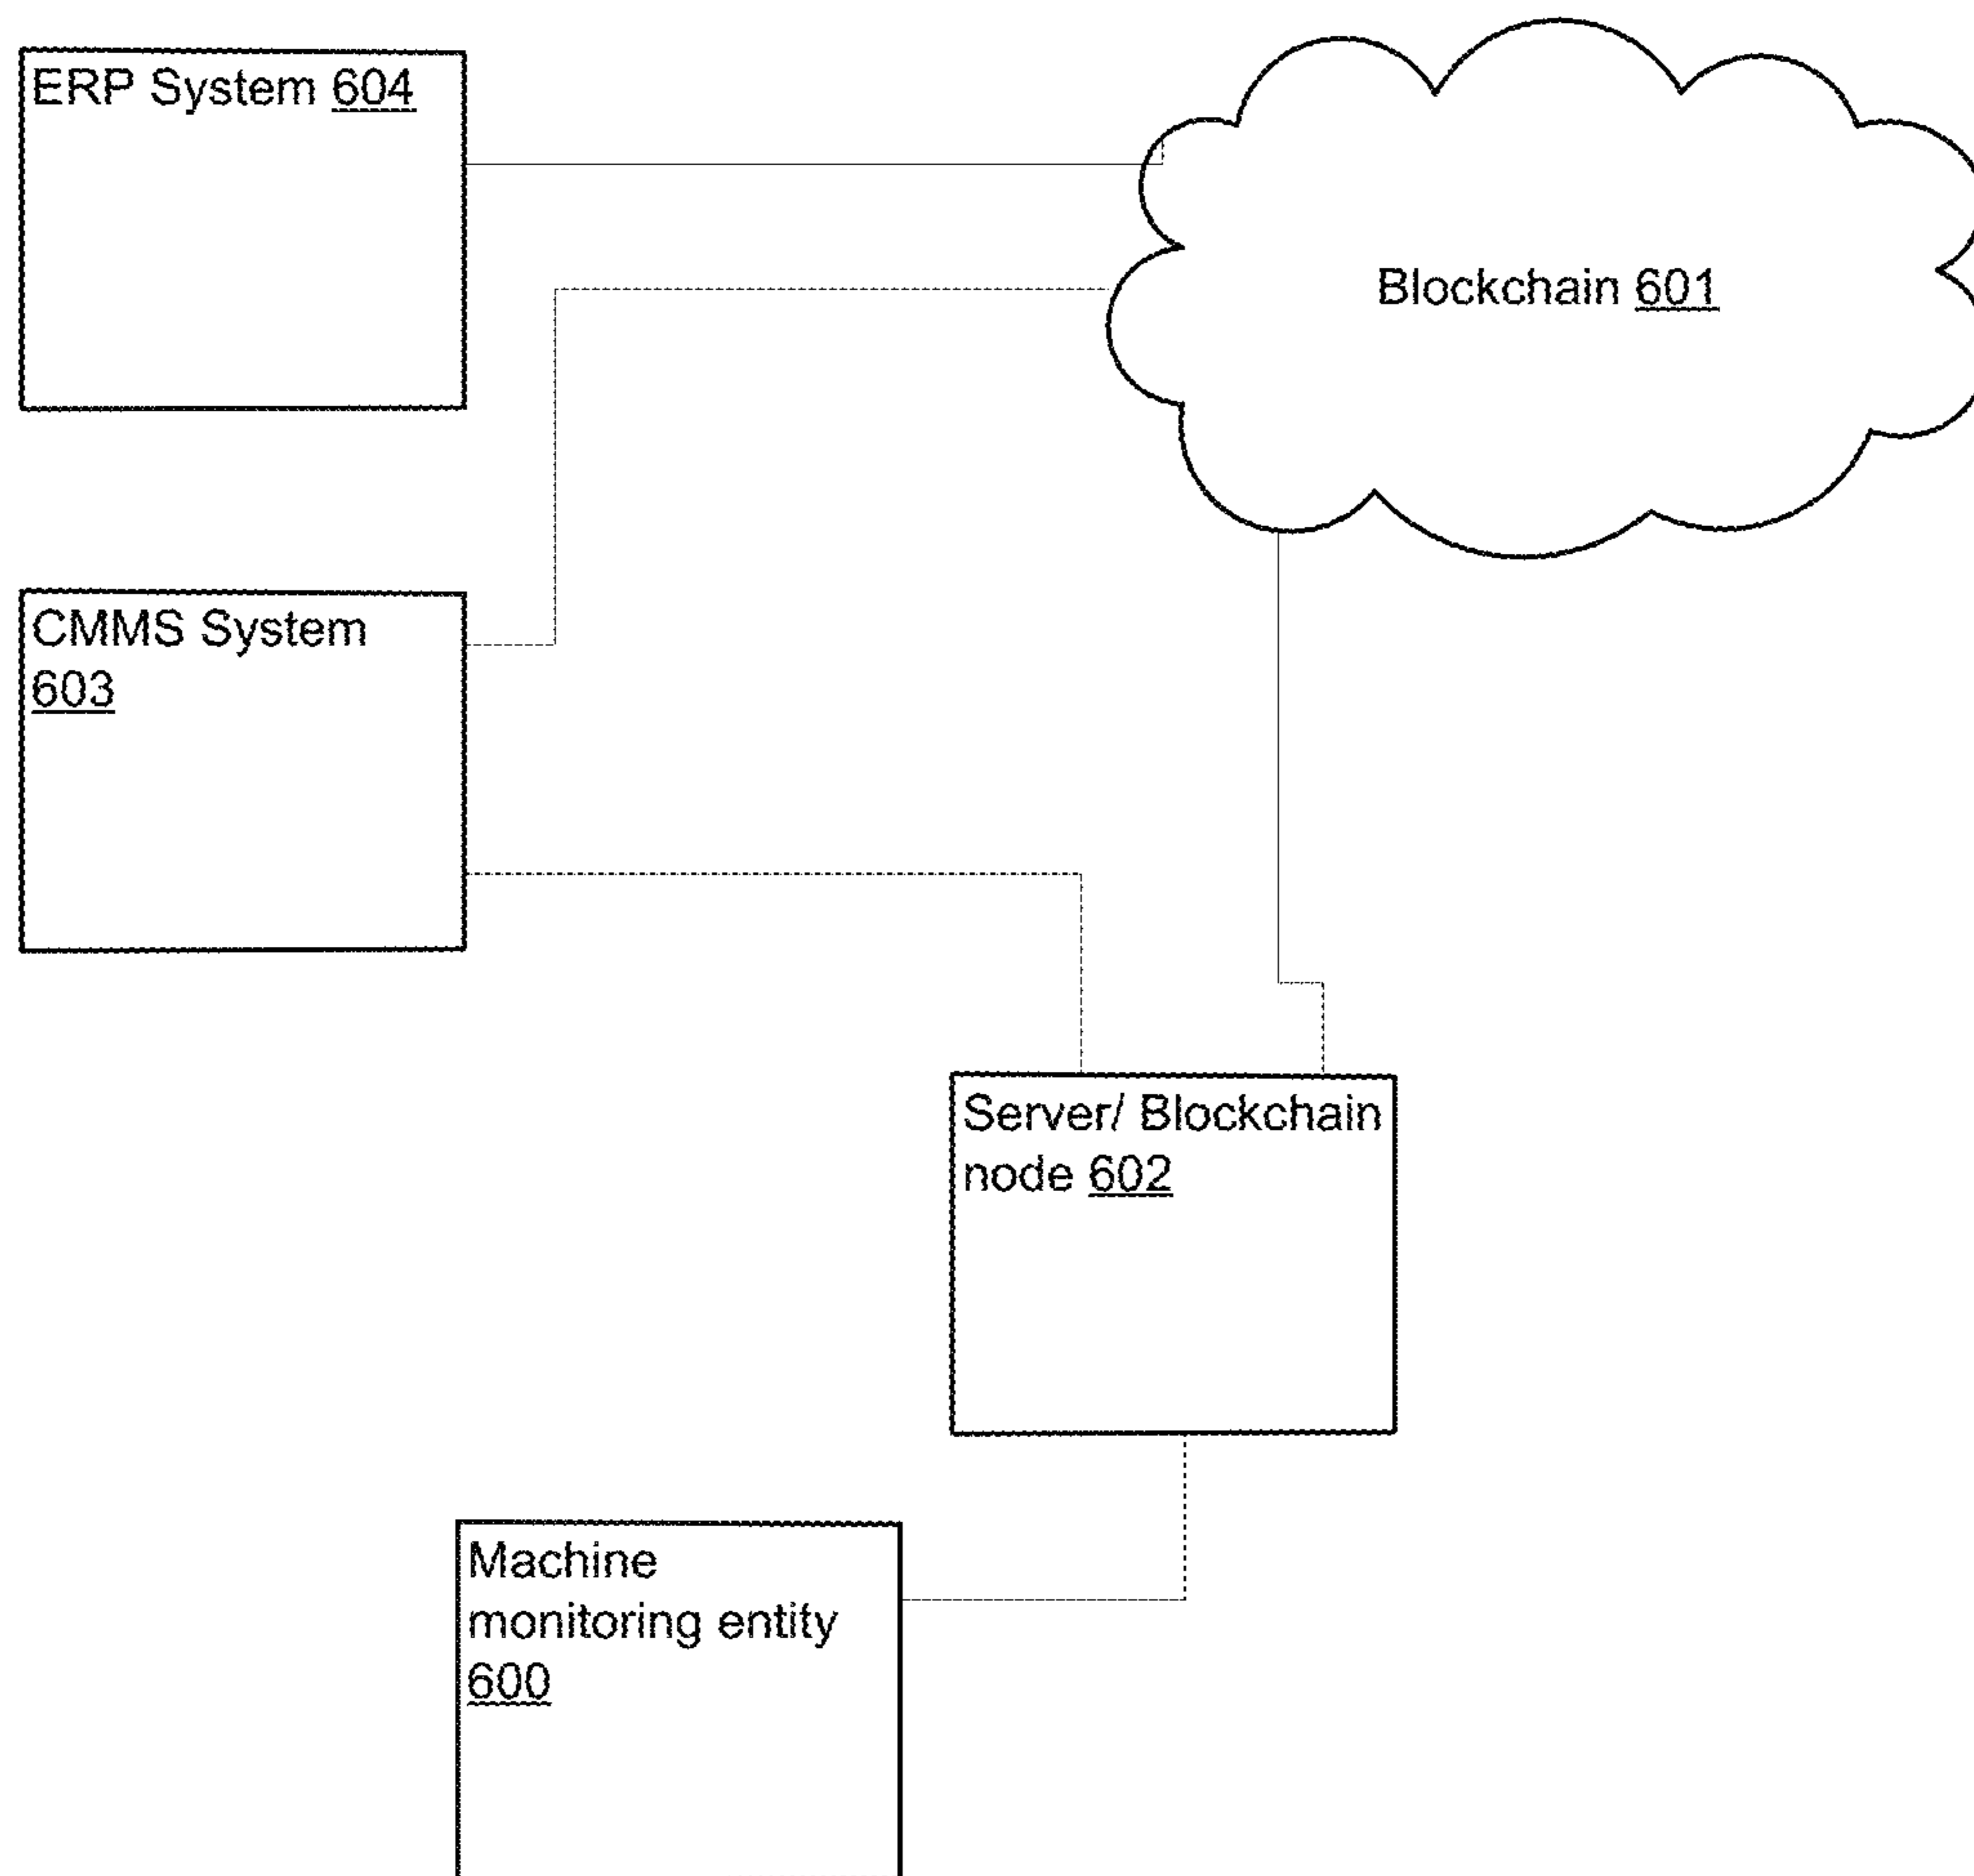 ERP System 604
Blockchain 601
CMMS System
603
Server/ Blockchain
node 602
Machine
monitoring entity
600